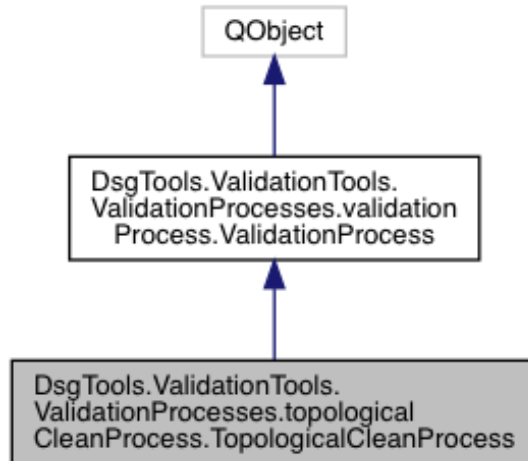 QObject
DsgTools.ValidationTools.
ValidationProcesses.validation
Process.ValidationProcess
DsgTools.ValidationTools.
ValidationProcesses.topological
CleanProcess.TopologicalCleanProcess